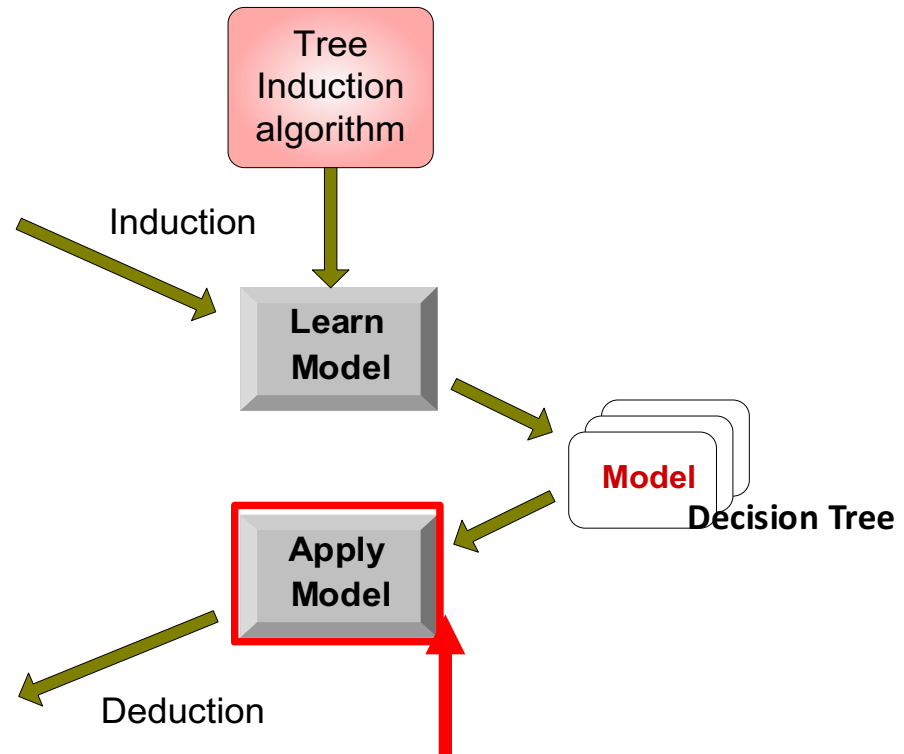 Tree
Induction
algorithm
Induction
Learn
Model
Model
Decision Tree
Apply
Model
Deduction